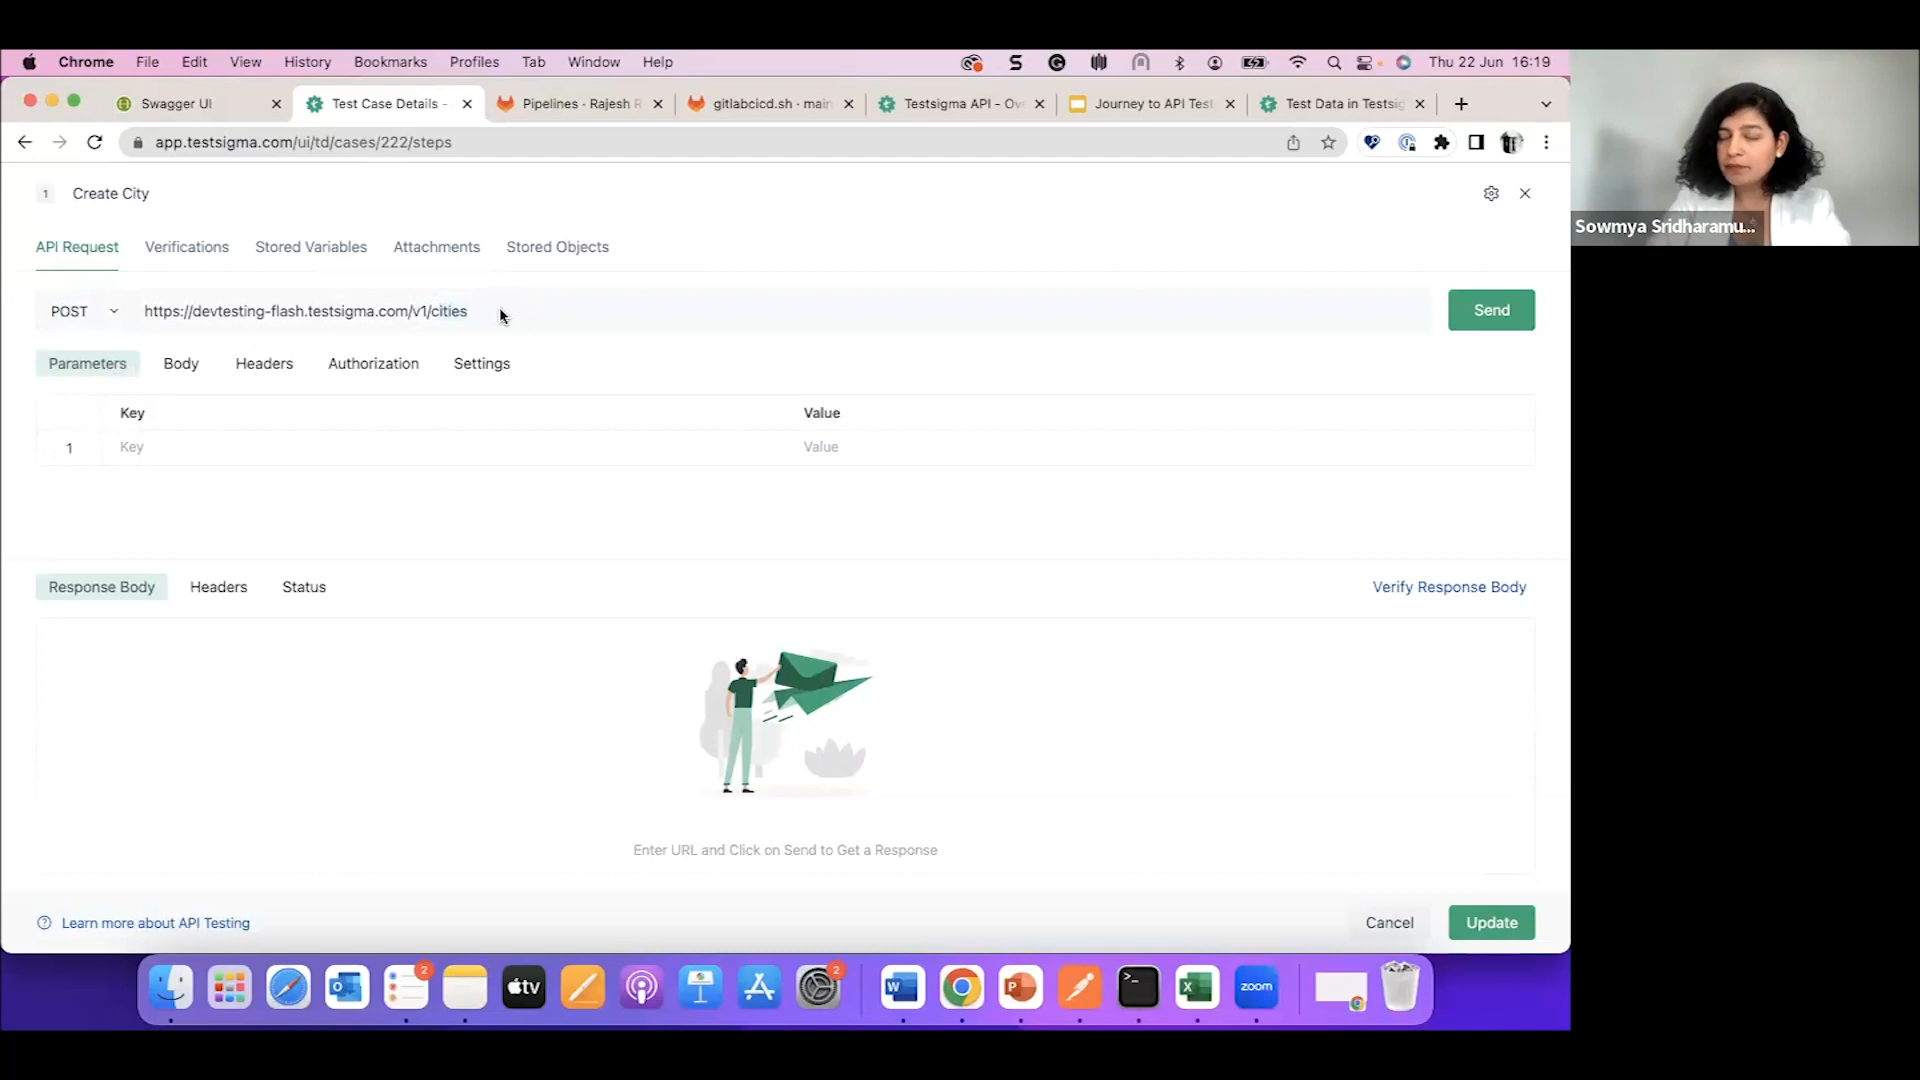 Chrome File Edit View History Bookmarks Profiles Tab Window Help Thu 22 Jun 16:19
Swagger UI Test Case Details - Pipelines · Rajesh R gitlabcicd.sh · main Testsigma API - Ov Journey to API Test Test Data in Testsig
app.testsigma.com/ui/td/cases/222/steps
1 Create City
Sowmya Sridharamu...
API Request Verifications Stored Variables Attachments Stored Objects
POST https://devtesting-flash.testsigma.com/v1/cities Send
Parameters Body Headers Authorization Settings
Key Value
1 Key Value
Response Body Headers Status Verify Response Body
Enter URL and Click on Send to Get a Response
Learn more about API Testing Cancel Update
2 tv 2 W P X zoom